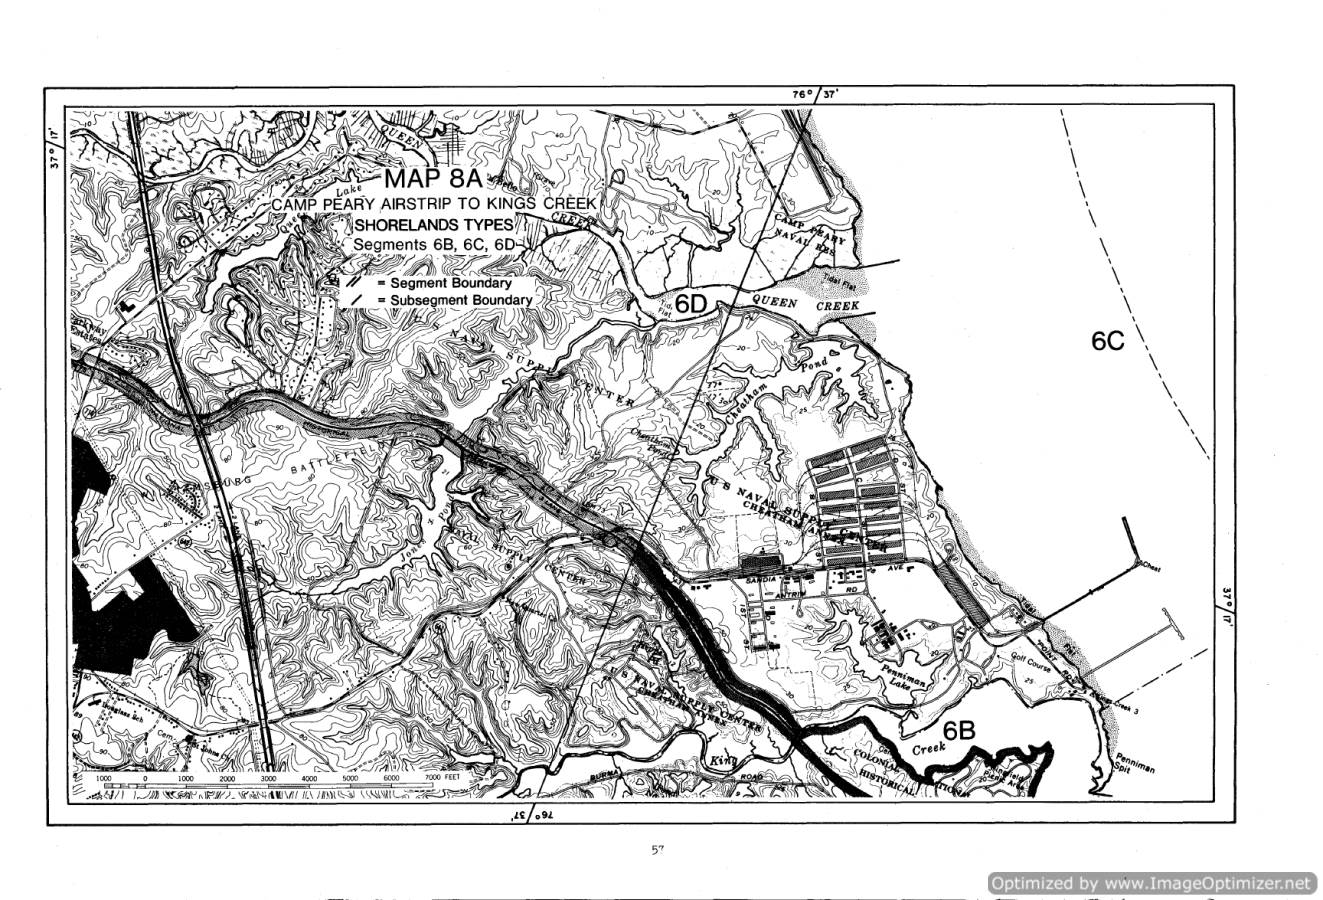 76° 37'
37° 17'
QUEEN
Lake
MAP 8A
CAMP PEARY AIRSTRIP TO KINGS CREEK
SHORELANDS TYPES
Segments 6B, 6C, 6D
= Segment Boundary
= Subsegment Boundary
CREEK
CAMP PEARY
NAVAL RES
Tidal Flat
6D
QUEEN CREEK
6C
U S NAVAL SUPPLY CENTER
Cheatham Pond
HISTORICAL
WILLIAMSBURG BATTLEFIELD
Jones Pond
NAVAL SUPPLY CENTER
U S NAVAL SUPPLY CENTER
CHEATHAM ANNEX
SANDIA AVE
ANTRIM RD
37° 17'
Golf Course
Penniman Lake
U S NAVAL SUPPLY CENTER
CHEATHAM ANNEX
6B
Creek
King
Penniman Spit
COLONIAL
HISTORICAL
BURMA ROAD
Cem
1000 0 1000 2000 3000 4000 5000 6000 7000 FEET
76° 37'
57
Optimized by www.ImageOptimizer.net